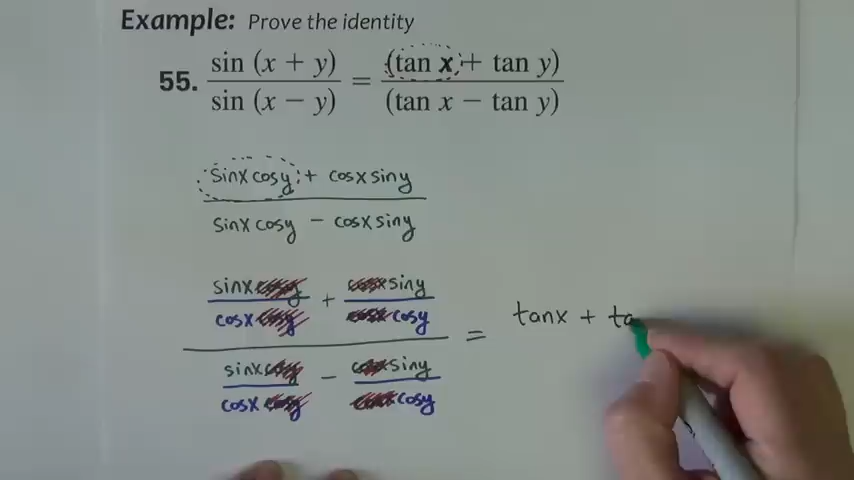 Example: Prove the identity
55. sin (x + y) / sin (x − y) = (tan x + tan y) / (tan x − tan y)
sinx cosy + cosx siny
sinx cosy − cosx siny
sinx cosy + cosx siny
cosx cosy cosx cosy
= tanx + ta
sinx cosy − cosx siny
cosx cosy cosx cosy